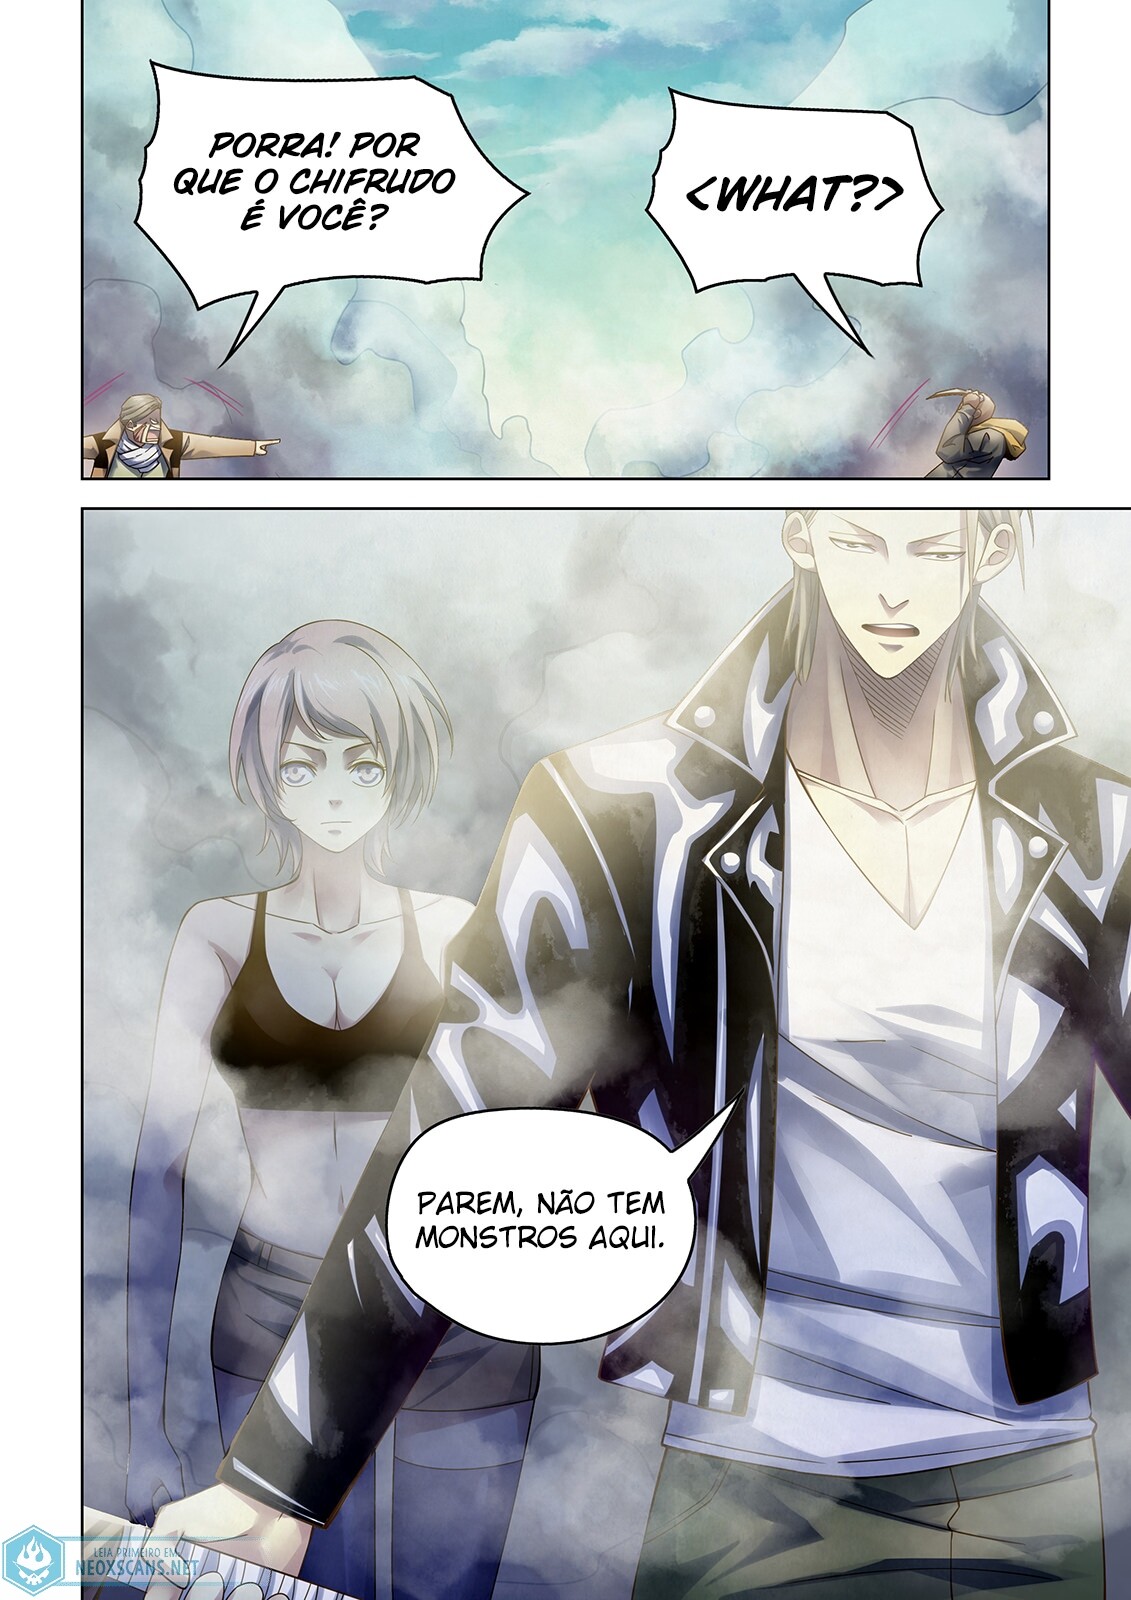 PORRA! POR
QUE O CHIFRUDO
É VOCÊ?
<WHAT?>
PAREM, NÃO TEM
MONSTROS AQUI.
LEIA PRIMEIRO EM:
NEOXSCANS.NET